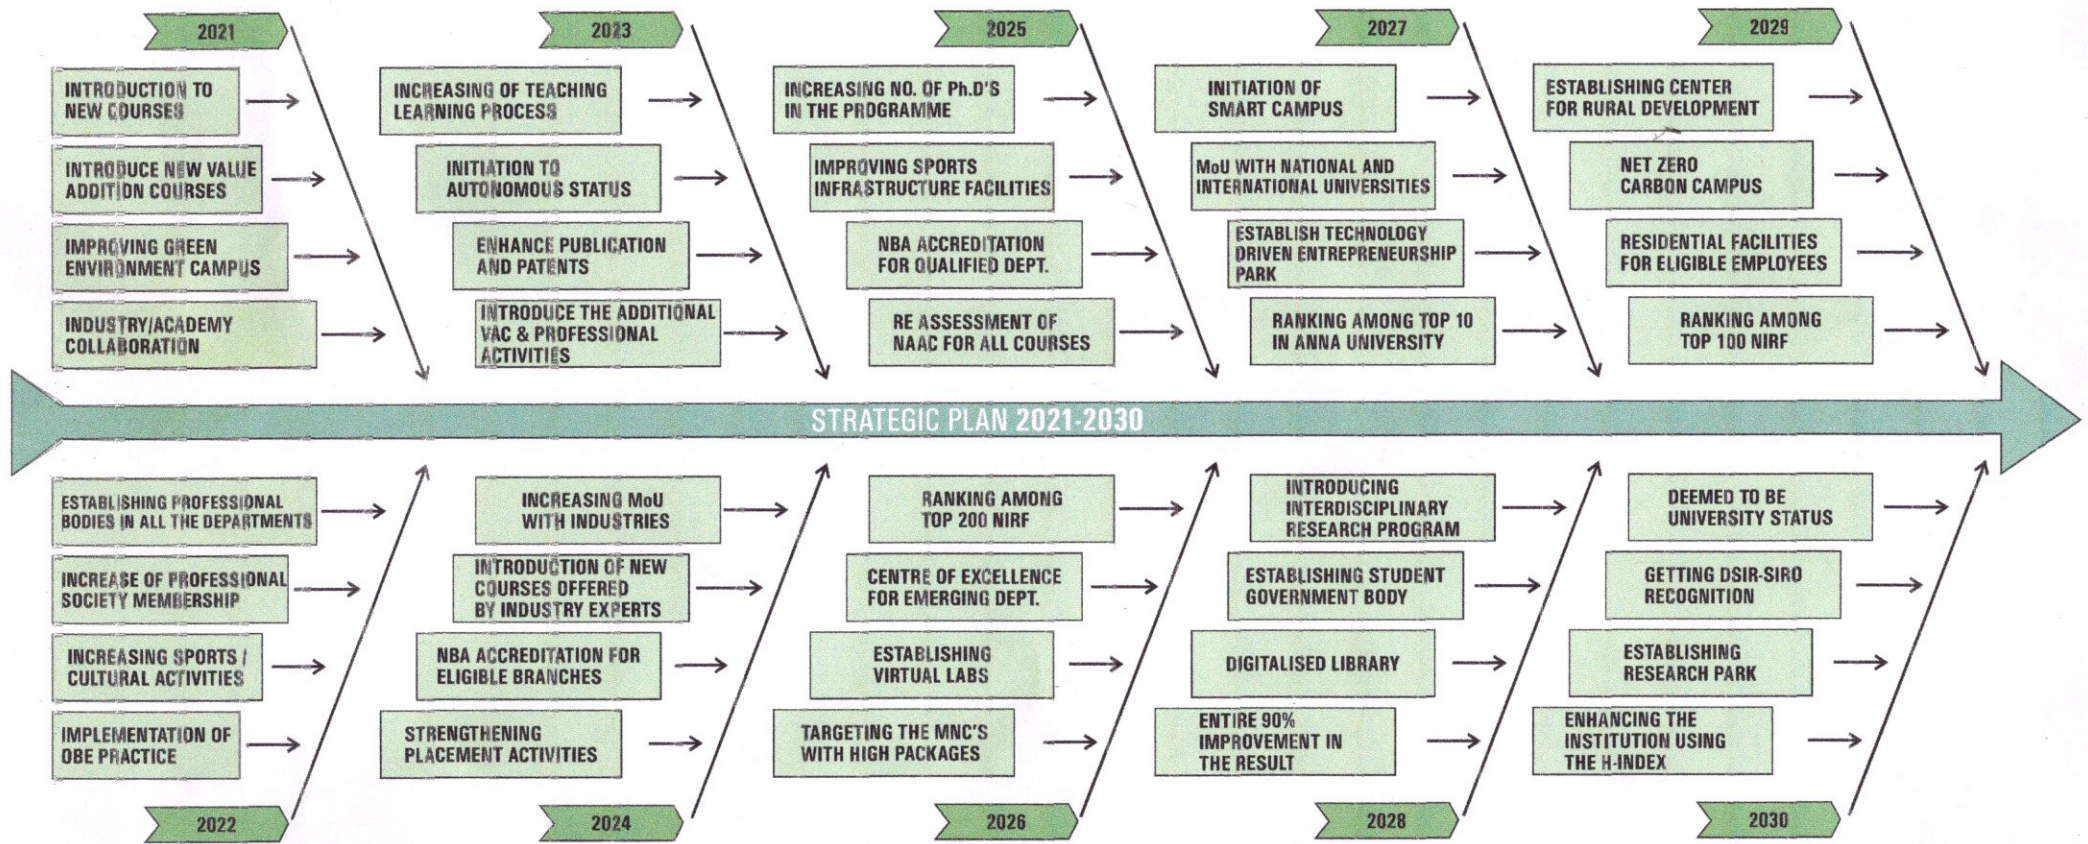 2021
INTRODUCTION TO
NEW COURSES
INTRODUCE NEW VALUE
ADDITION COURSES
IMPROVING GREEN
ENVIRONMENT CAMPUS
INDUSTRY/ACADEMY
COLLABORATION
2023
INCREASING OF TEACHING
LEARNING PROCESS
INITIATION TO
AUTONOMOUS STATUS
ENHANCE PUBLICATION
AND PATENTS
INTRODUCE THE ADDITIONAL
VAC & PROFESSIONAL
ACTIVITIES
2025
INCREASING NO. OF Ph.D'S
IN THE PROGRAMME
IMPROVING SPORTS
INFRASTRUCTURE FACILITIES
NBA ACCREDITATION
FOR QUALIFIED DEPT.
RE ASSESSMENT OF
NAAC FOR ALL COURSES
2027
INITIATION OF
SMART CAMPUS
MoU WITH NATIONAL AND
INTERNATIONAL UNIVERSITIES
ESTABLISH TECHNOLOGY
DRIVEN ENTREPRENEURSHIP
PARK
RANKING AMONG TOP 10
IN ANNA UNIVERSITY
2029
ESTABLISHING CENTER
FOR RURAL DEVELOPMENT
NET ZERO
CARBON CAMPUS
RESIDENTIAL FACILITIES
FOR ELIGIBLE EMPLOYEES
RANKING AMONG
TOP 100 NIRF
STRATEGIC PLAN 2021-2030
ESTABLISHING PROFESSIONAL
BODIES IN ALL THE DEPARTMENTS
INCREASE OF PROFESSIONAL
SOCIETY MEMBERSHIP
INCREASING SPORTS /
CULTURAL ACTIVITIES
IMPLEMENTATION OF
OBE PRACTICE
2022
INCREASING MoU
WITH INDUSTRIES
INTRODUCTION OF NEW
COURSES OFFERED
BY INDUSTRY EXPERTS
NBA ACCREDITATION FOR
ELIGIBLE BRANCHES
STRENGTHENING
PLACEMENT ACTIVITIES
2024
RANKING AMONG
TOP 200 NIRF
CENTRE OF EXCELLENCE
FOR EMERGING DEPT.
ESTABLISHING
VIRTUAL LABS
TARGETING THE MNC'S
WITH HIGH PACKAGES
2026
INTRODUCING
INTERDISCIPLINARY
RESEARCH PROGRAM
ESTABLISHING STUDENT
GOVERNMENT BODY
DIGITALISED LIBRARY
ENTIRE 90%
IMPROVEMENT IN
THE RESULT
2028
DEEMED TO BE
UNIVERSITY STATUS
GETTING DSIR-SIRO
RECOGNITION
ESTABLISHING
RESEARCH PARK
ENHANCING THE
INSTITUTION USING
THE H-INDEX
2030